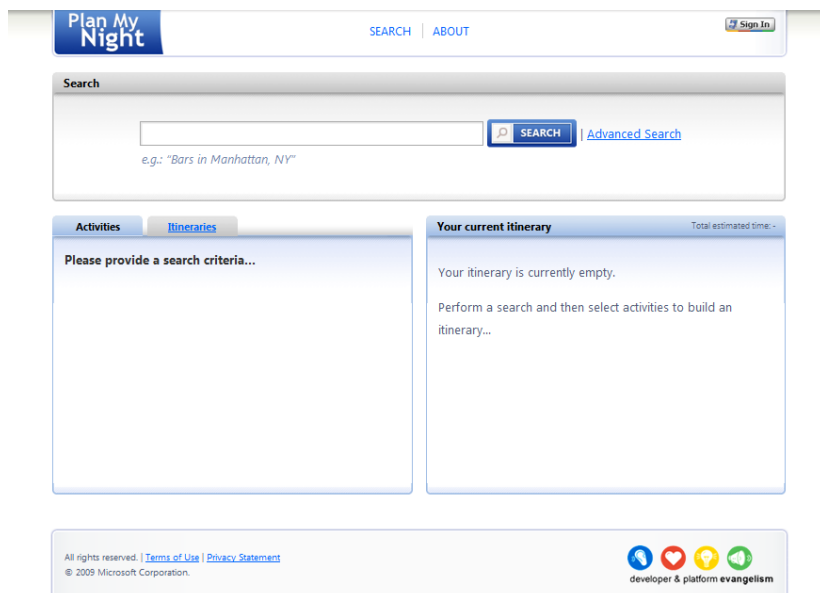 Plan My
Night
SEARCH | ABOUT
Sign In
Search
SEARCH | Advanced Search
e.g.: "Bars in Manhattan, NY"
Activities Itineraries
Please provide a search criteria...
Your current itinerary Total estimated time: -
Your itinerary is currently empty.
Perform a search and then select activities to build an
itinerary...
All rights reserved. | Terms of Use | Privacy Statement
© 2009 Microsoft Corporation.
developer & platform evangelism